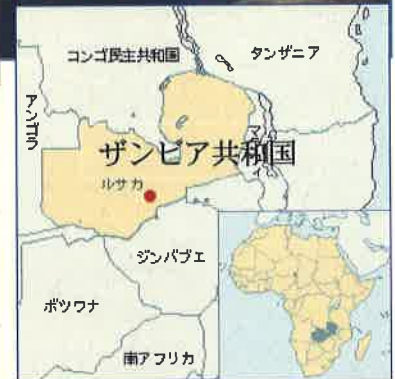 コンゴ民主共和国
タンザニア
アンゴラ
ザンビア共和国
ルサカ
ジンバブエ
ボツワナ
南アフリカ